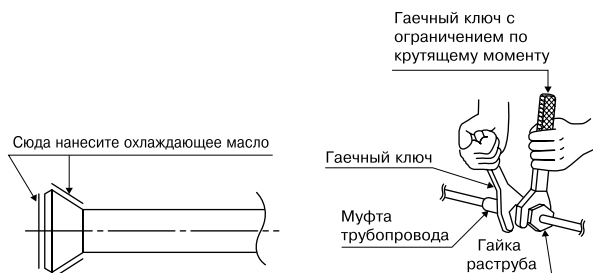 Сюда нанесите охлаждающее масло
Гаечный ключ с
ограничением по
крутящему моменту
Гаечный ключ
Муфта
трубопровода
Гайка
раструба